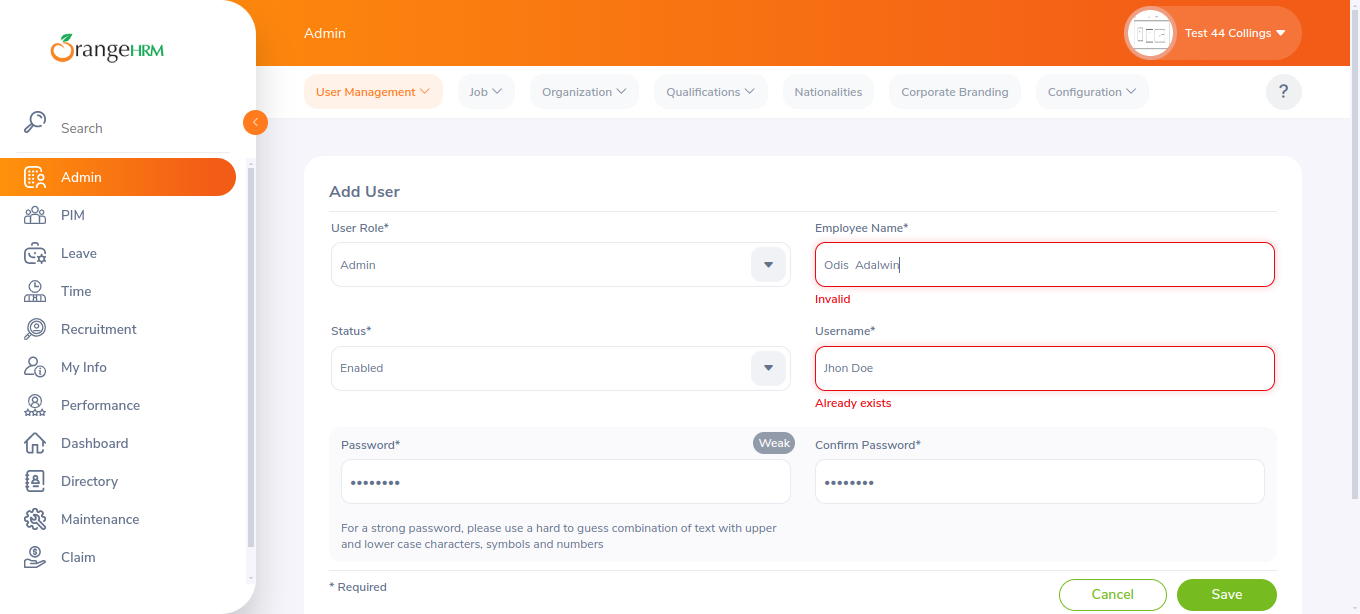 OrangeHRM
Admin
Test 44 Collings
User Management
Job
Organization
Qualifications
Nationalities
Corporate Branding
Configuration
?
Search
Admin
PIM
Leave
Time
Recruitment
My Info
Performance
Dashboard
Directory
Maintenance
Claim
Add User
User Role*
Admin
Employee Name*
Odis  Adalwin
Invalid
Status*
Enabled
Username*
Jhon Doe
Already exists
Password*
Weak
••••••••
Confirm Password*
••••••••
For a strong password, please use a hard to guess combination of text with upper
and lower case characters, symbols and numbers
* Required
Cancel
Save